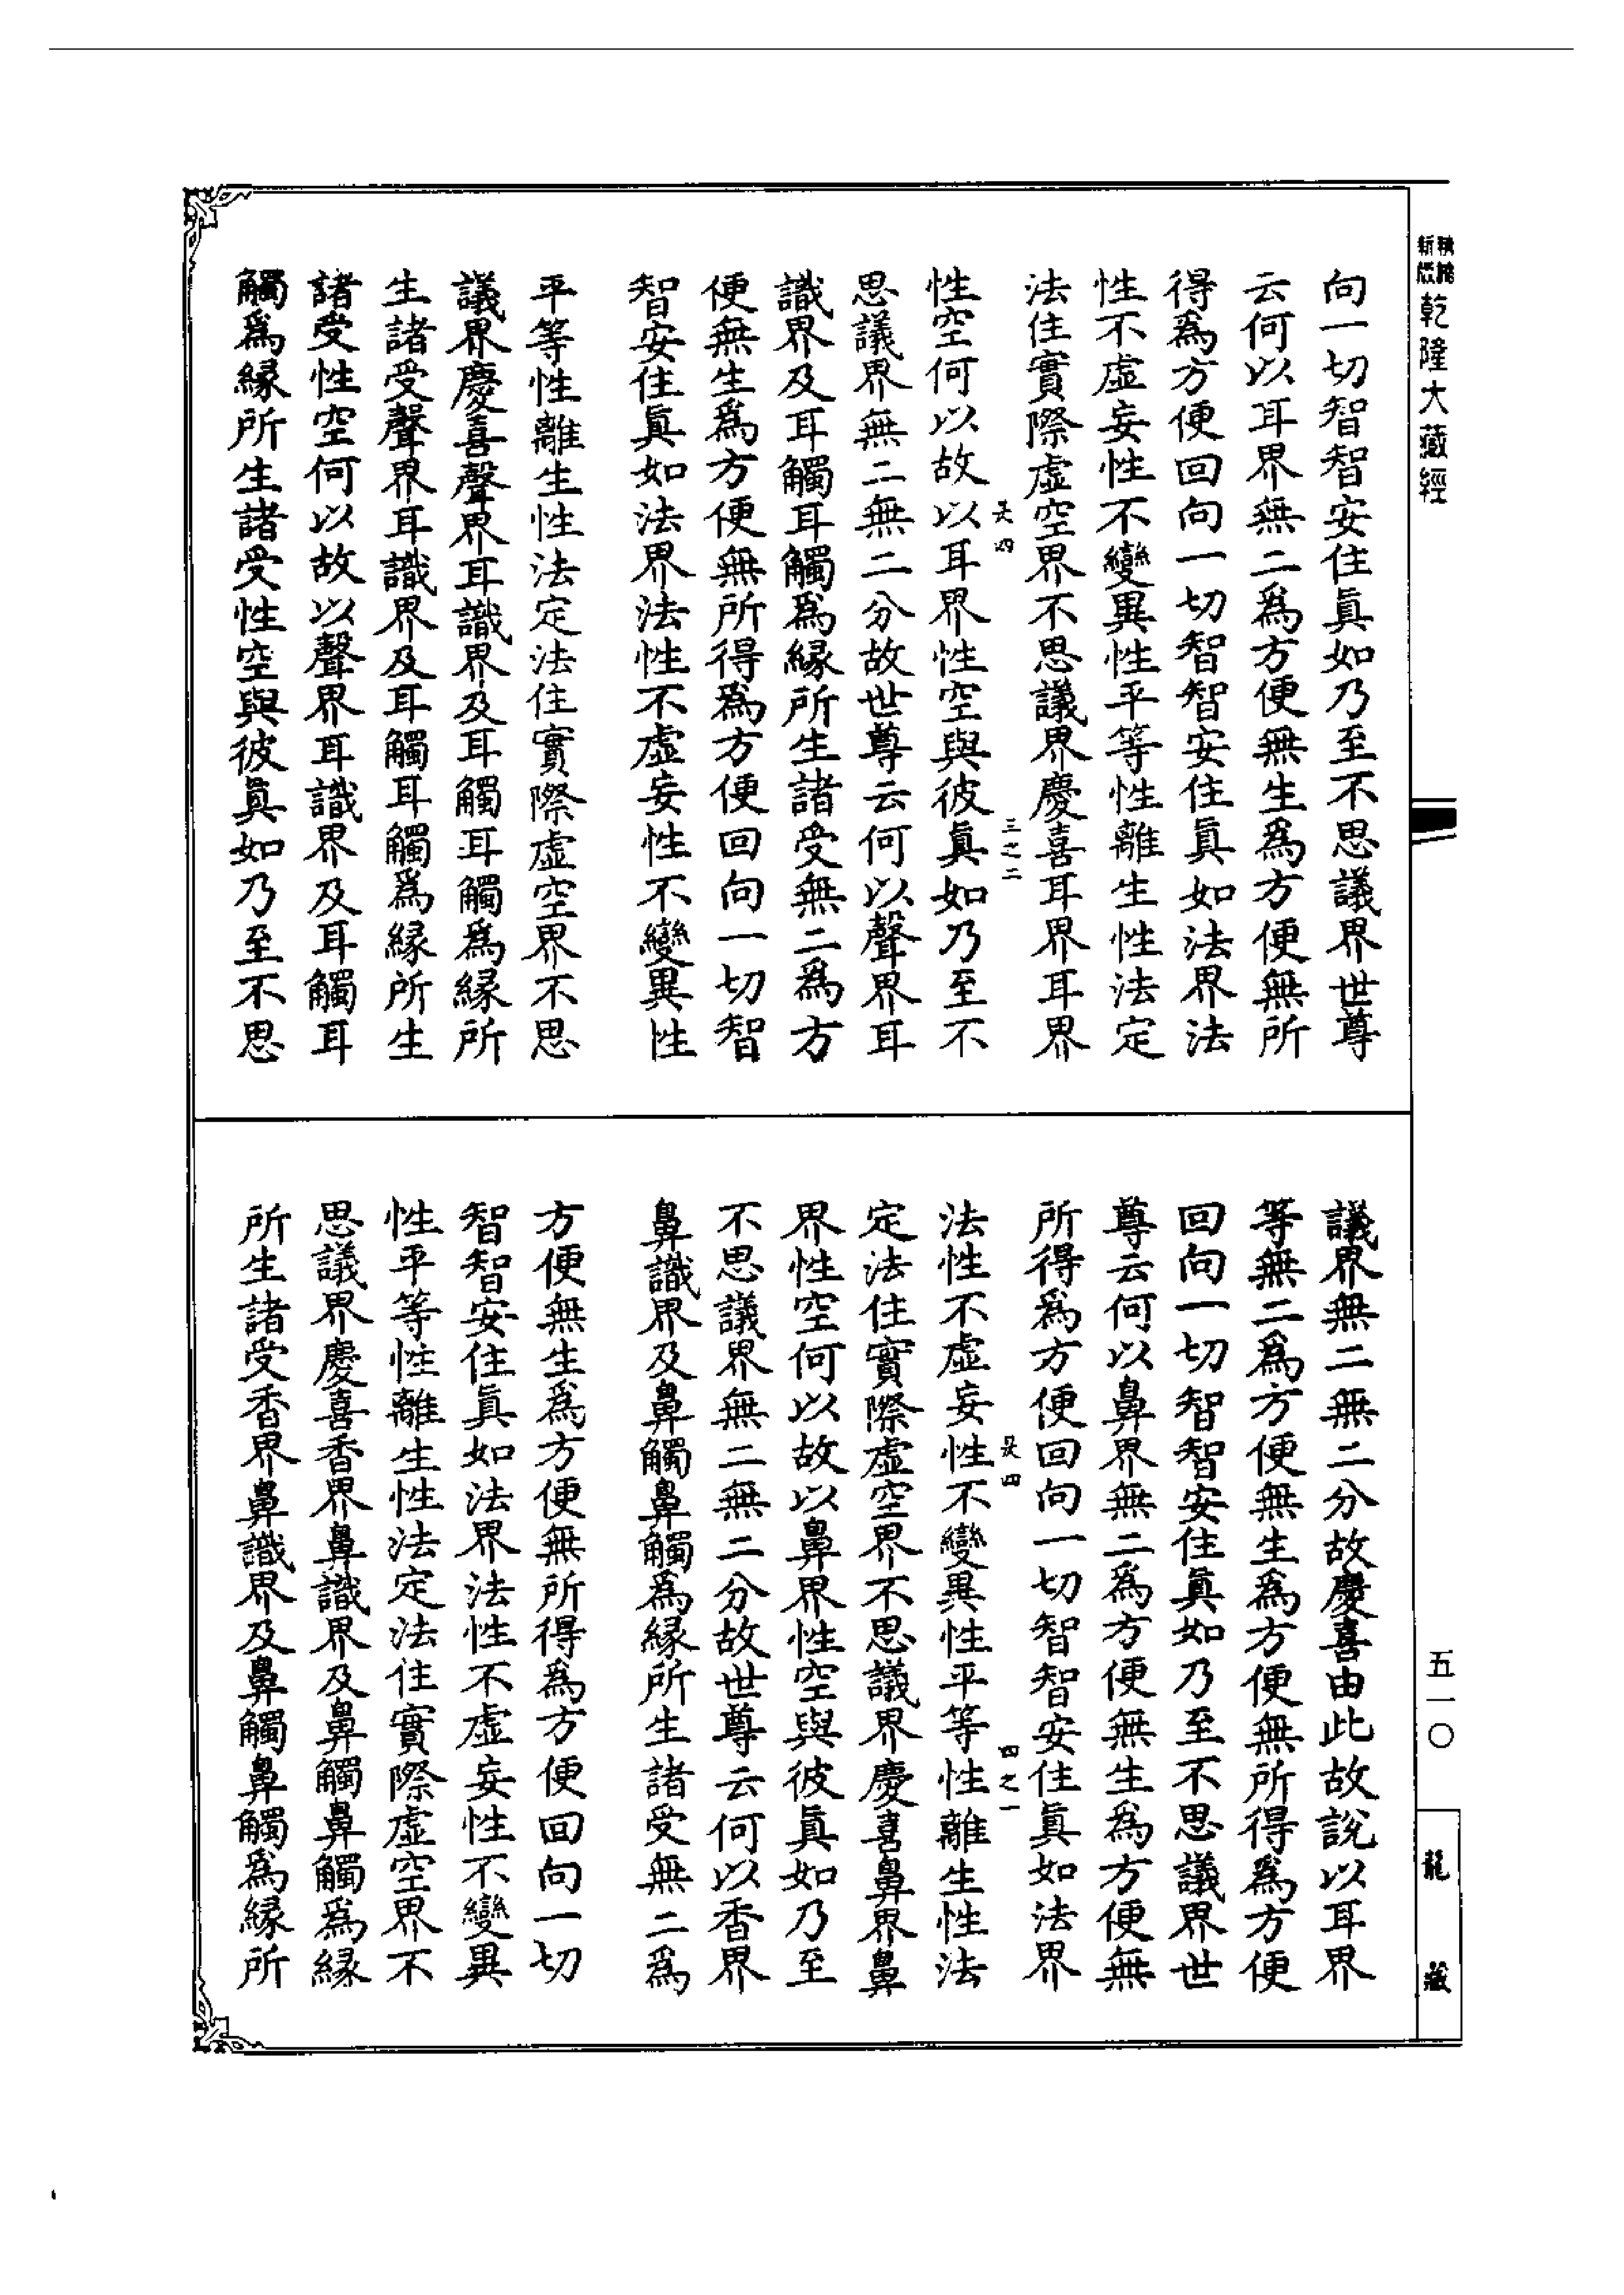 乾隆大藏經
向一切智智安住眞如乃至不思議界世尊
云何以耳界無二爲方便無生爲方便無所
得爲方便回向一切智智安住眞如法界法
性不虛妄性不變異性平等性離生性法定
法住實際虛空界不思議界慶喜耳界耳界
性空何以故以耳界性空與彼眞如乃至不
思議界無二無二分故世尊云何以聲界耳
識界及耳觸耳觸爲緣所生諸受無二爲方
便無生爲方便無所得爲方便回向一切智
智安住眞如法界法性不虛妄性不變異性
平等性離生性法定法住實際虛空界不思
議界慶喜聲界耳識界及耳觸耳觸爲緣所
生諸受聲界耳識界及耳觸耳觸爲緣所生
諸受性空何以故以聲界耳識界及耳觸耳
觸爲緣所生諸受性空與彼眞如乃至不思
三之二
議界無二無二分故慶喜由此故說以耳界
等無二爲方便無生爲方便無所得爲方便
回向一切智智安住眞如乃至不思議界世
尊云何以鼻界無二爲方便無生爲方便無
所得爲方便回向一切智智安住眞如法界
法性不虛妄性不變異性平等性離生性法
定法住實際虛空界不思議界慶喜鼻界鼻
界性空何以故以鼻界性空與彼眞如乃至
不思議界無二無二分故世尊云何以香界
鼻識界及鼻觸鼻觸爲緣所生諸受無二爲
方便無生爲方便無所得爲方便回向一切
智智安住眞如法界法性不虛妄性不變異
性平等性離生性法定法住實際虛空界不
思議界慶喜香界鼻識界及鼻觸鼻觸爲緣
所生諸受香界鼻識界及鼻觸鼻觸爲緣所
四之一
五一〇
龍藏